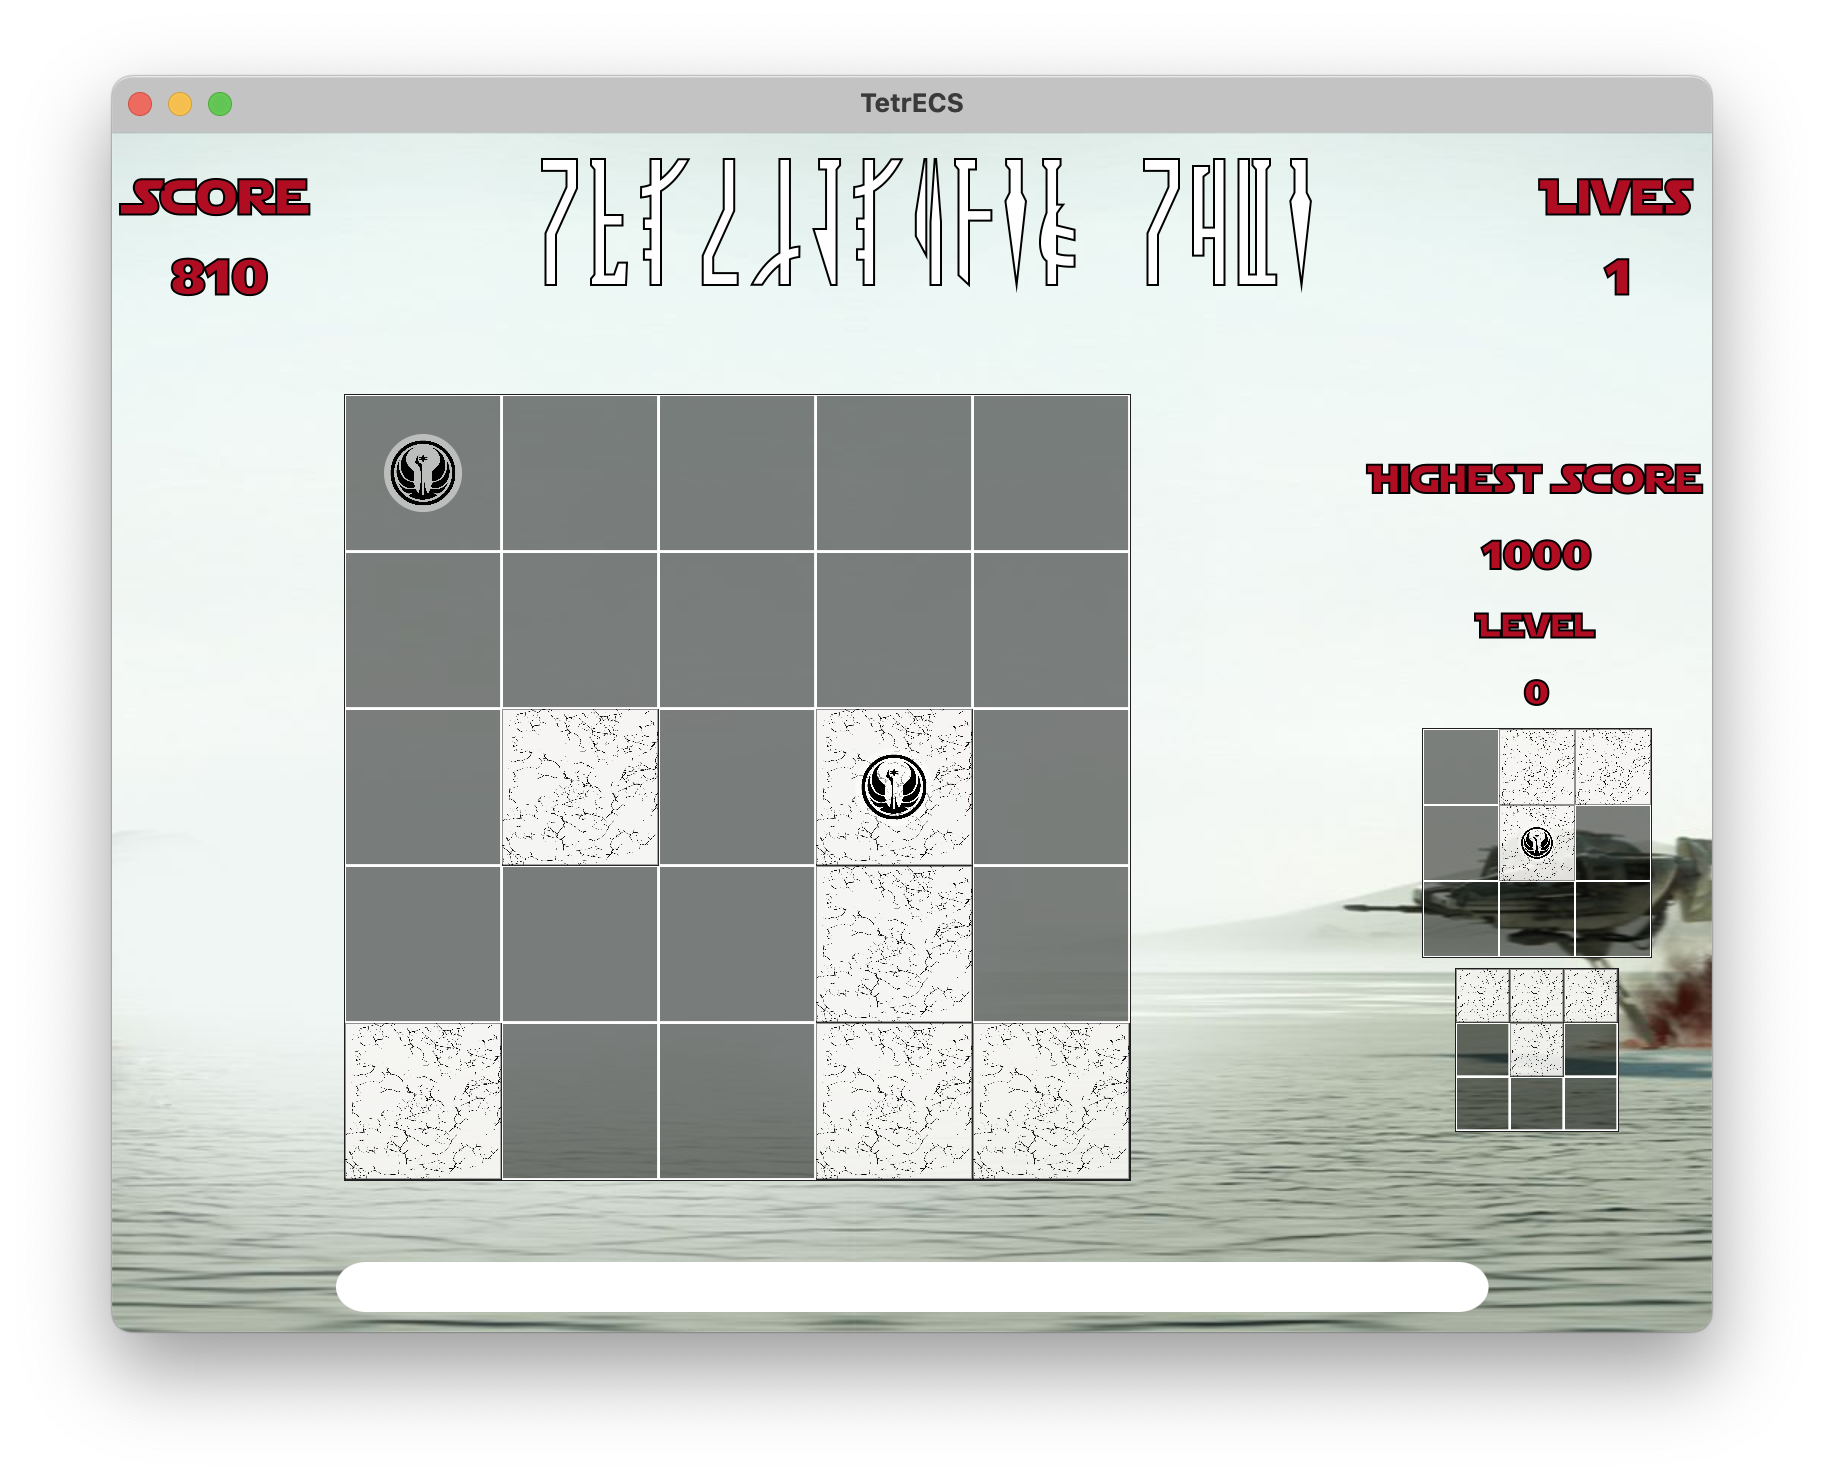 TetrECS
SCORE
810
LIVES
1
HIGHEST SCORE
1000
LEVEL
0